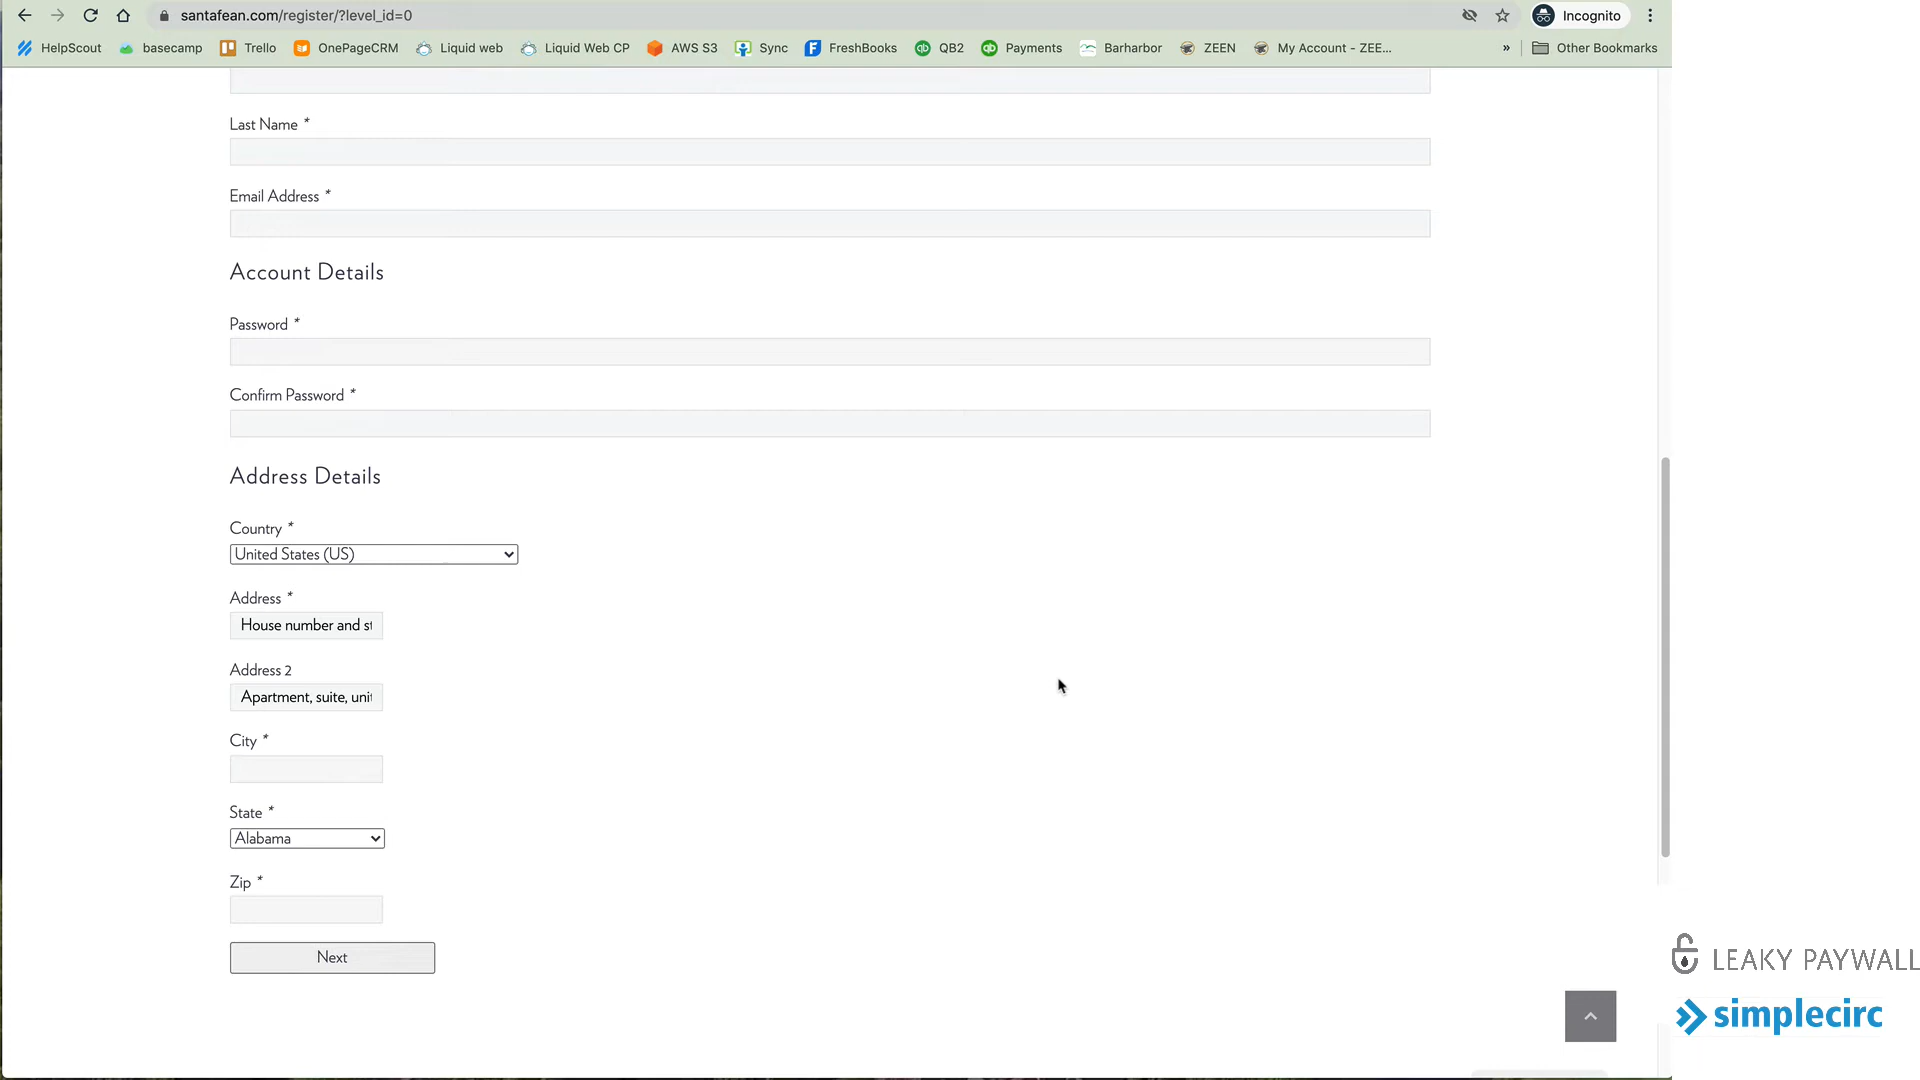 santafean.com/register/?level_id=0
Incognito
HelpScout basecamp Trello OnePageCRM Liquid web Liquid Web CP AWS S3 Sync FreshBooks QB2 Payments Barharbor ZEEN My Account - ZEE... » Other Bookmarks
Last Name *
Email Address *
Account Details
Password *
Confirm Password *
Address Details
Country *
United States (US)
Address *
House number and st
Address 2
Apartment, suite, unit
City *
State *
Alabama
Zip *
Next
LEAKY PAYWALL
simplecirc